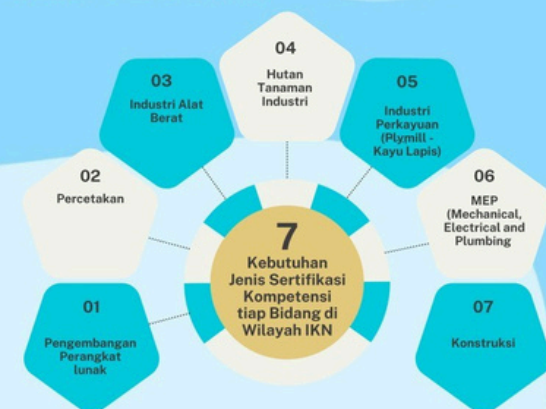 04
Hutan
Tanaman
Industri
03
Industri Alat
Berat
05
Industri
Perkayuan
(Plymill -
Kayu Lapis)
02
Percetakan
06
MEP
(Mechanical,
Electrical and
Plumbing
7
Kebutuhan
Jenis Sertifikasi
Kompetensi
tiap Bidang di
Wilayah IKN
01
Pengembangan
Perangkat
lunak
07
Konstruksi